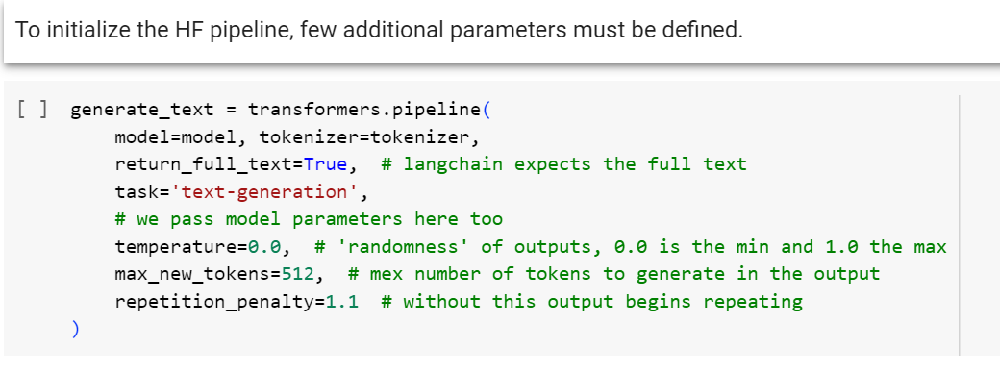 To initialize the HF pipeline, few additional parameters must be defined.
[ ] generate_text = transformers.pipeline(
model=model, tokenizer=tokenizer,
return_full_text=True,  # langchain expects the full text
task='text-generation',
# we pass model parameters here too
temperature=0.0,  # 'randomness' of outputs, 0.0 is the min and 1.0 the max
max_new_tokens=512,  # mex number of tokens to generate in the output
repetition_penalty=1.1  # without this output begins repeating
)